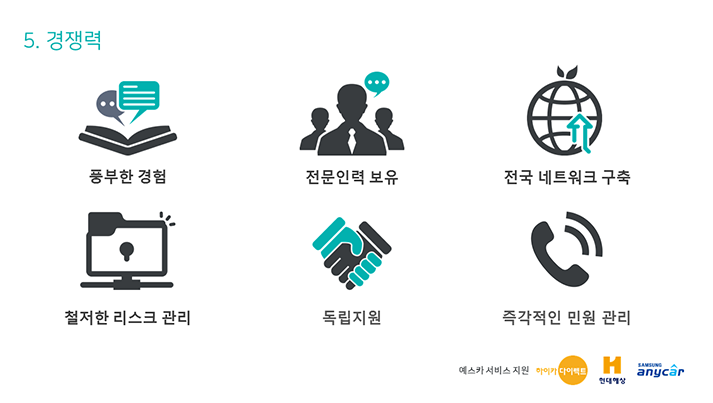 5. 경쟁력
풍부한 경험
전문인력 보유
전국 네트워크 구축
철저한 리스크 관리
독립지원
즉각적인 민원 관리
예스카 서비스 지원
하이카다이렉트
현대해상
SAMSUNG
anycar